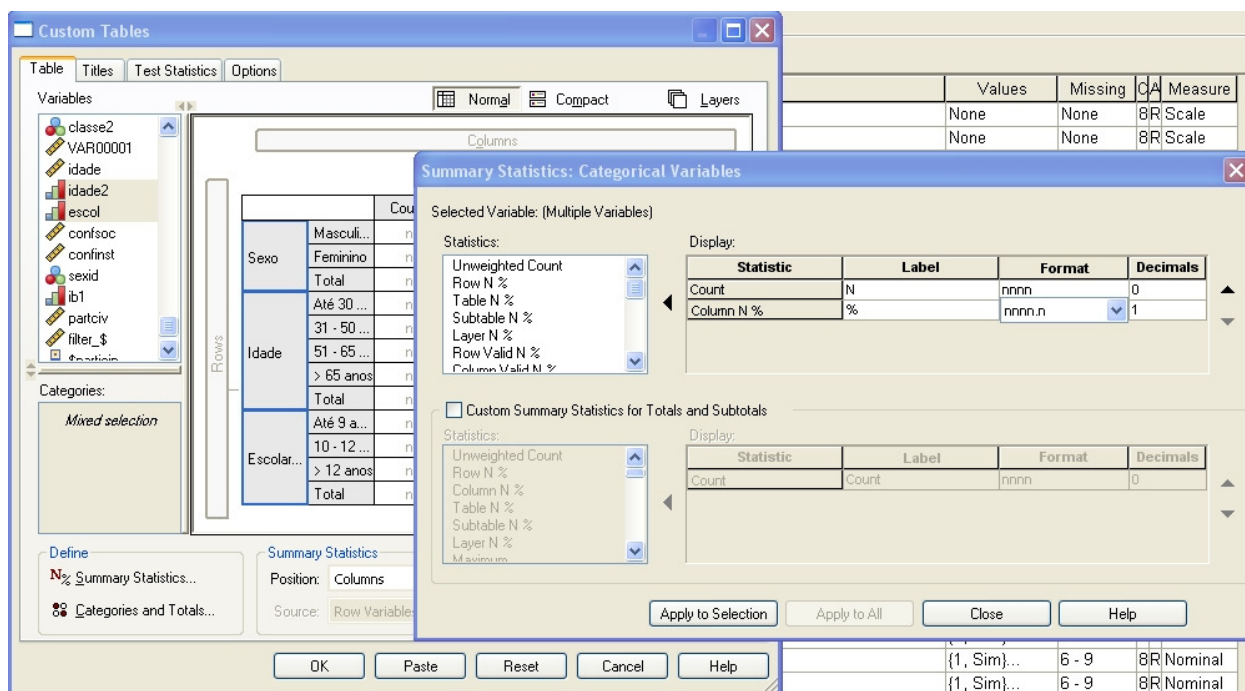 Custom Tables
Table Titles Test Statistics Options
Variables
Normal Compact Layers
classe2
VAR00001
idade
idade2
escol
confsoc
confinst
sexid
ib1
partciv
filter_$
$particip
Categories:
Mixed selection
Columns
Rows
Cou
Sexo
Masculi...
Feminino
Total
Idade
Até 30 ...
31 - 50 ...
51 - 65 ...
> 65 anos
Total
Escolar...
Até 9 a...
10 - 12 ...
> 12 anos
Total
Define
N% Summary Statistics...
Categories and Totals...
Summary Statistics
Position: Columns
Source: Row Variable
OK Paste Reset Cancel Help
Values Missing C A Measure
None None 8 R Scale
None None 8 R Scale
Summary Statistics: Categorical Variables
Selected Variable: (Multiple Variables)
Statistics:
Unweighted Count
Row N %
Table N %
Subtable N %
Layer N %
Row Valid N %
Column Valid N %
Display:
Statistic Label Format Decimals
Count N nnnn 0
Column N % % nnnn.n 1
Custom Summary Statistics for Totals and Subtotals
Statistics:
Unweighted Count
Row N %
Column N %
Table N %
Subtable N %
Layer N %
Maximum
Display:
Statistic Label Format Decimals
Count Count nnnn 0
Apply to Selection Apply to All Close Help
{1, Sim}... 6 - 9 8 R Nominal
{1, Sim}... 6 - 9 8 R Nominal